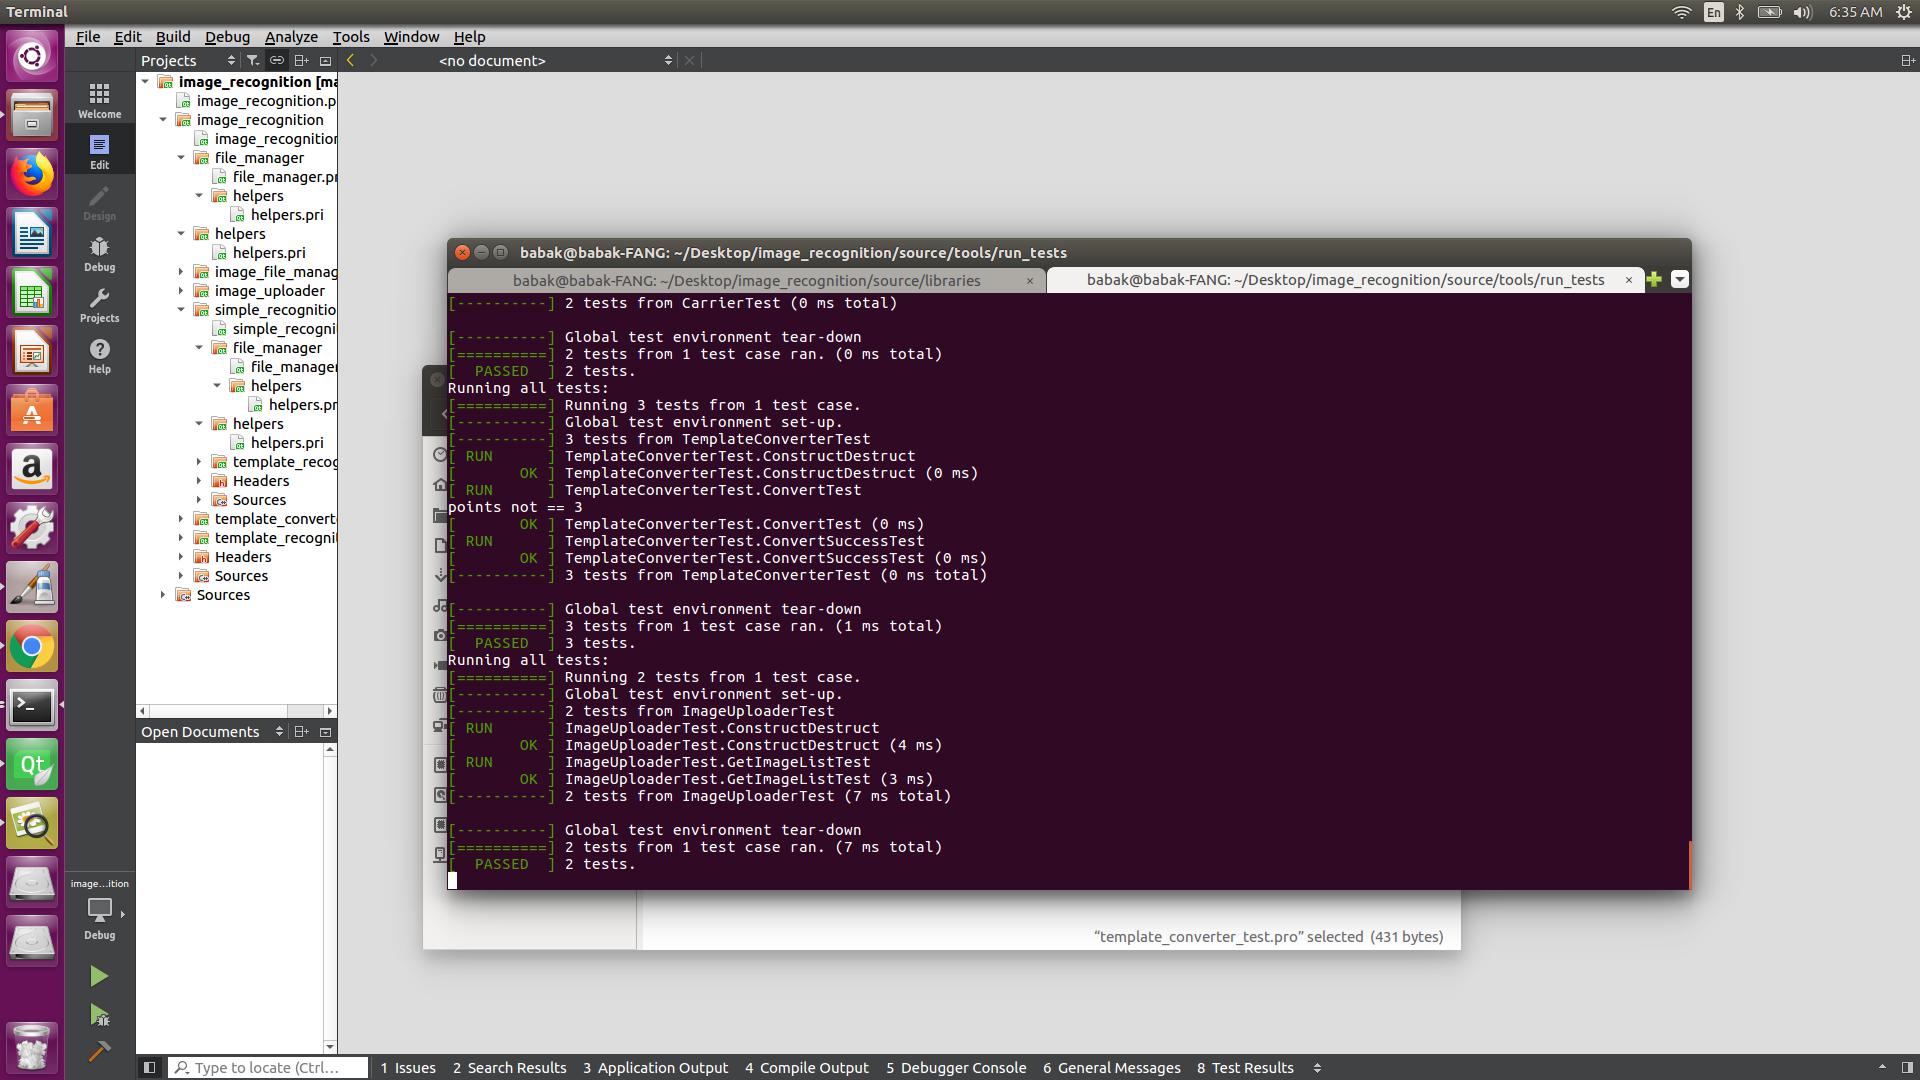 Terminal
En
6:35 AM
File Edit Build Debug Analyze Tools Window Help
Projects
<no document>
Welcome
Edit
Design
Debug
Projects
Help
image_recognition [ma
image_recognition.p
image_recognition
image_recognition
file_manager
file_manager.pr
helpers
helpers.pri
helpers
helpers.pri
image_file_manag
image_uploader
simple_recognitio
simple_recogni
file_manager
file_manager
helpers
helpers.pr
helpers
helpers.pri
template_recog
Headers
Sources
template_convert
template_recogni
Headers
Sources
Sources
Open Documents
image...ition
Debug
babak@babak-FANG: ~/Desktop/image_recognition/source/tools/run_tests
babak@babak-FANG: ~/Desktop/image_recognition/source/libraries ×
babak@babak-FANG: ~/Desktop/image_recognition/source/tools/run_tests ×
[----------] 2 tests from CarrierTest (0 ms total)
[----------] Global test environment tear-down
[==========] 2 tests from 1 test case ran. (0 ms total)
[  PASSED  ] 2 tests.
Running all tests:
[==========] Running 3 tests from 1 test case.
[----------] Global test environment set-up.
[----------] 3 tests from TemplateConverterTest
[ RUN      ] TemplateConverterTest.ConstructDestruct
[       OK ] TemplateConverterTest.ConstructDestruct (0 ms)
[ RUN      ] TemplateConverterTest.ConvertTest
points not == 3
[       OK ] TemplateConverterTest.ConvertTest (0 ms)
[ RUN      ] TemplateConverterTest.ConvertSuccessTest
[       OK ] TemplateConverterTest.ConvertSuccessTest (0 ms)
[----------] 3 tests from TemplateConverterTest (0 ms total)
[----------] Global test environment tear-down
[==========] 3 tests from 1 test case ran. (1 ms total)
[  PASSED  ] 3 tests.
Running all tests:
[==========] Running 2 tests from 1 test case.
[----------] Global test environment set-up.
[----------] 2 tests from ImageUploaderTest
[ RUN      ] ImageUploaderTest.ConstructDestruct
[       OK ] ImageUploaderTest.ConstructDestruct (4 ms)
[ RUN      ] ImageUploaderTest.GetImageListTest
[       OK ] ImageUploaderTest.GetImageListTest (3 ms)
[----------] 2 tests from ImageUploaderTest (7 ms total)
[----------] Global test environment tear-down
[==========] 2 tests from 1 test case ran. (7 ms total)
[  PASSED  ] 2 tests.
“template_converter_test.pro” selected (431 bytes)
Type to locate (Ctrl...
1 Issues 2 Search Results 3 Application Output 4 Compile Output 5 Debugger Console 6 General Messages 8 Test Results